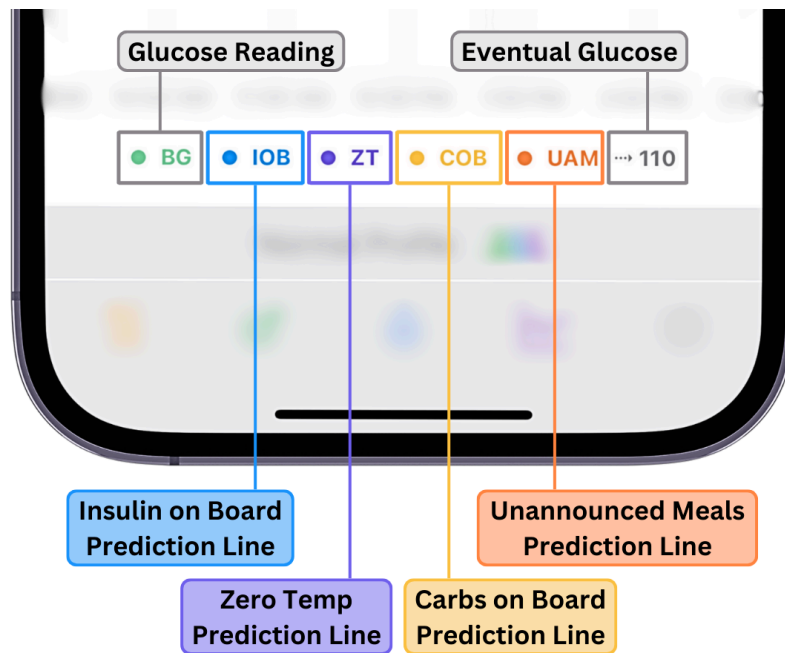 Glucose Reading
Eventual Glucose
BG
IOB
ZT
COB
UAM
110
Insulin on Board
Prediction Line
Unannounced Meals
Prediction Line
Zero Temp
Prediction Line
Carbs on Board
Prediction Line